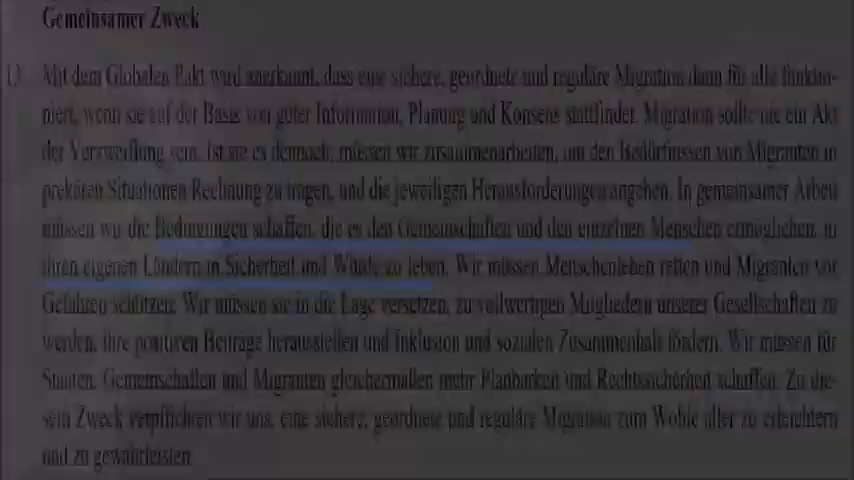 Gemeinsamer Zweck
13. Mit dem Globalen Pakt wird anerkannt, dass eine sichere, geordnete und reguläre Migration dann für alle funktio-
niert, wenn sie auf der Basis von guter Information, Planung und Konsens stattfindet. Migration sollte nie ein Akt
der Verzweiflung sein. Ist sie es dennoch, müssen wir zusammenarbeiten, um den Bedürfnissen von Migranten in
prekären Situationen Rechnung zu tragen, und die jeweiligen Herausforderungen angehen. In gemeinsamer Arbeit
müssen wir die Bedingungen schaffen, die es den Gemeinschaften und den einzelnen Menschen ermöglichen, in
ihren eigenen Ländern in Sicherheit und Würde zu leben. Wir müssen Menschenleben retten und Migranten vor
Gefahren schützen. Wir müssen sie in die Lage versetzen, zu vollwertigen Mitgliedern unserer Gesellschaften zu
werden, ihre positiven Beiträge herausstellen und Inklusion und sozialen Zusammenhalt fördern. Wir müssen für
Staaten, Gemeinschaften und Migranten gleichermaßen mehr Planbarkeit und Rechtssicherheit schaffen. Zu die-
sem Zweck verpflichten wir uns, eine sichere, geordnete und reguläre Migration zum Wohle aller zu erleichtern
und zu gewährleisten.